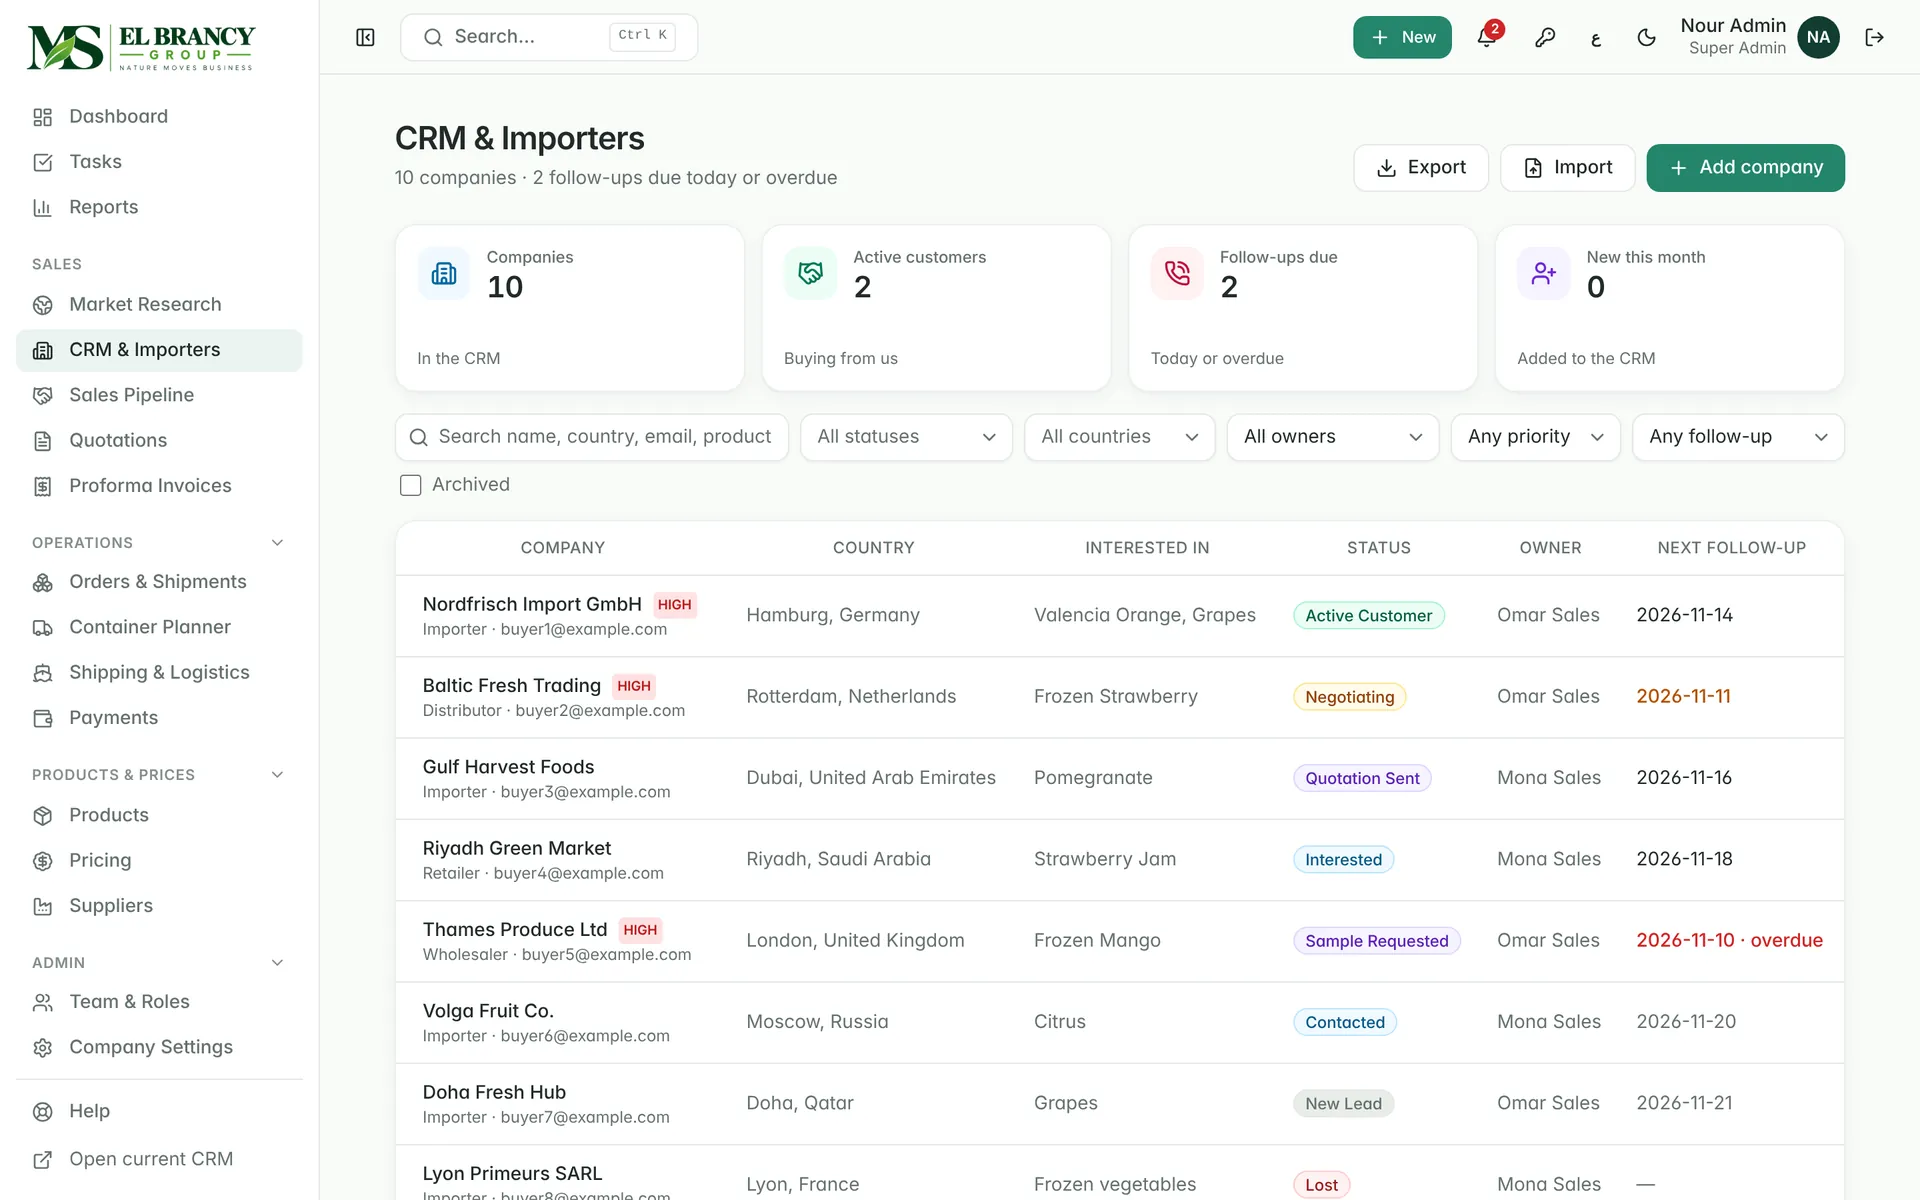 MS EL BRANCY
GROUP
NATURE MOVES BUSINESS
Search...
Ctrl K
New
2
ع
Nour Admin
Super Admin
NA
Dashboard
Tasks
Reports
SALES
Market Research
CRM & Importers
Sales Pipeline
Quotations
Proforma Invoices
OPERATIONS
Orders & Shipments
Container Planner
Shipping & Logistics
Payments
PRODUCTS & PRICES
Products
Pricing
Suppliers
ADMIN
Team & Roles
Company Settings
Help
Open current CRM
CRM & Importers
10 companies · 2 follow-ups due today or overdue
Export
Import
Add company
Companies
10
In the CRM
Active customers
2
Buying from us
Follow-ups due
2
Today or overdue
New this month
0
Added to the CRM
Search name, country, email, product
All statuses
All countries
All owners
Any priority
Any follow-up
Archived
COMPANY COUNTRY INTERESTED IN STATUS OWNER NEXT FOLLOW-UP
Nordfrisch Import GmbH HIGH
Importer · buyer1@example.com
Hamburg, Germany
Valencia Orange, Grapes
Active Customer
Omar Sales
2026-11-14
Baltic Fresh Trading HIGH
Distributor · buyer2@example.com
Rotterdam, Netherlands
Frozen Strawberry
Negotiating
Omar Sales
2026-11-11
Gulf Harvest Foods
Importer · buyer3@example.com
Dubai, United Arab Emirates
Pomegranate
Quotation Sent
Mona Sales
2026-11-16
Riyadh Green Market
Retailer · buyer4@example.com
Riyadh, Saudi Arabia
Strawberry Jam
Interested
Mona Sales
2026-11-18
Thames Produce Ltd HIGH
Wholesaler · buyer5@example.com
London, United Kingdom
Frozen Mango
Sample Requested
Omar Sales
2026-11-10 · overdue
Volga Fruit Co.
Importer · buyer6@example.com
Moscow, Russia
Citrus
Contacted
Mona Sales
2026-11-20
Doha Fresh Hub
Importer · buyer7@example.com
Doha, Qatar
Grapes
New Lead
Omar Sales
2026-11-21
Lyon Primeurs SARL
Importer · buyer8@example.com
Lyon, France
Frozen vegetables
Lost
Mona Sales
—